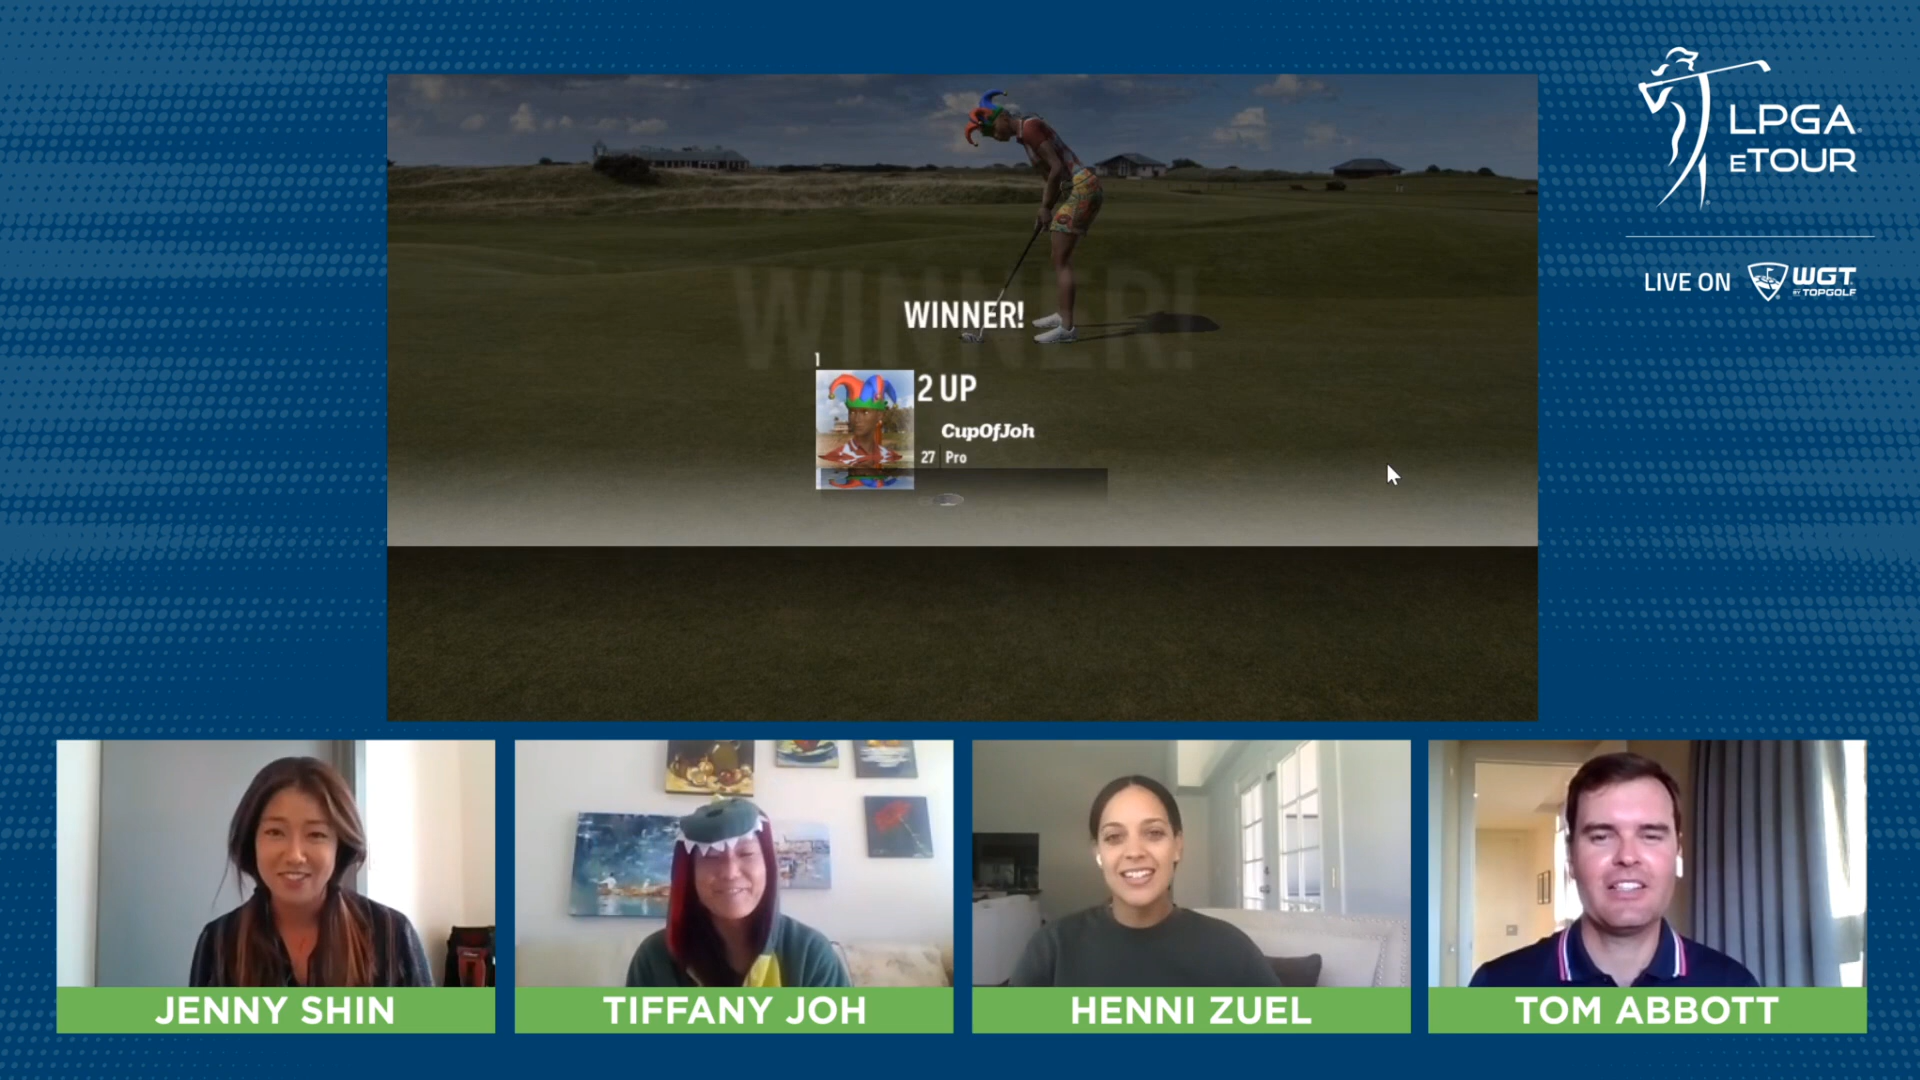 LPGA
eTOUR
LIVE ON WGT
BY TOPGOLF
WINNER!
WINNER!
1
2 UP
CupOfJoh
27 Pro
JENNY SHIN
TIFFANY JOH
HENNI ZUEL
TOM ABBOTT